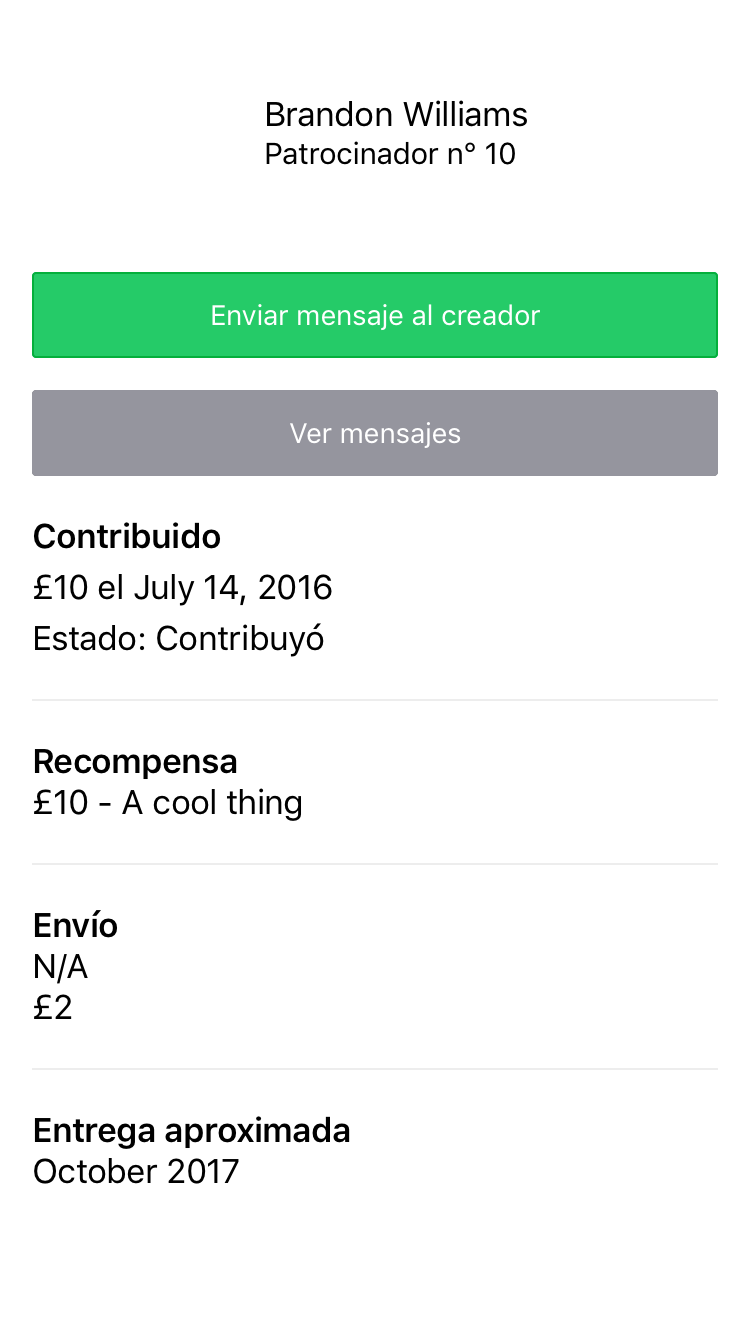 Brandon Williams
Patrocinador n° 10
Enviar mensaje al creador
Ver mensajes
Contribuido
£10 el July 14, 2016
Estado: Contribuyó
Recompensa
£10 - A cool thing
Envío
N/A
£2
Entrega aproximada
October 2017